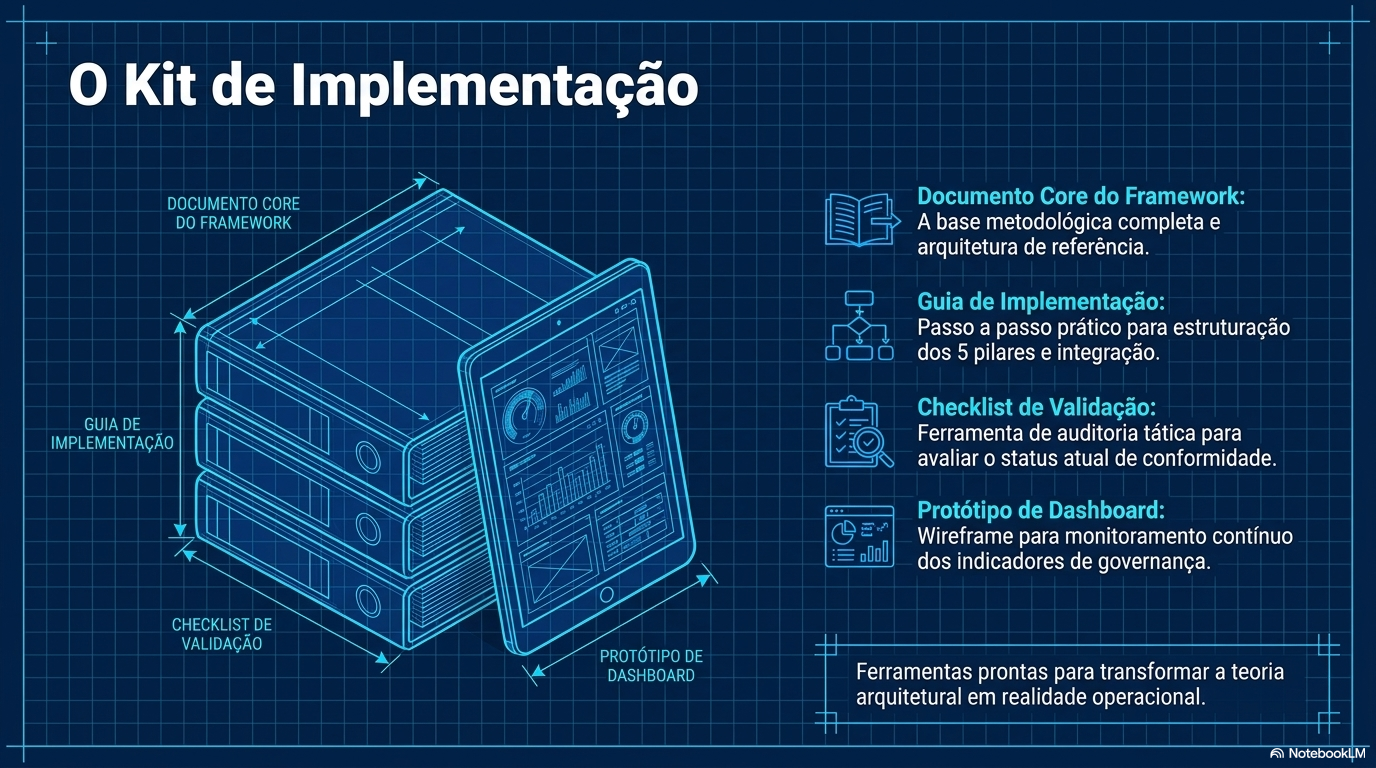 O Kit de Implementação
DOCUMENTO CORE
DO FRAMEWORK
GUIA DE
IMPLEMENTAÇÃO
CHECKLIST DE
VALIDAÇÃO
PROTÓTIPO DE
DASHBOARD
Documento Core do Framework:
A base metodológica completa e
arquitetura de referência.
Guia de Implementação:
Passo a passo prático para estruturação
dos 5 pilares e integração.
Checklist de Validação:
Ferramenta de auditoria tática para
avaliar o status atual de conformidade.
Protótipo de Dashboard:
Wireframe para monitoramento contínuo
dos indicadores de governança.
Ferramentas prontas para transformar a teoria
arquitetural em realidade operacional.
NotebookLM